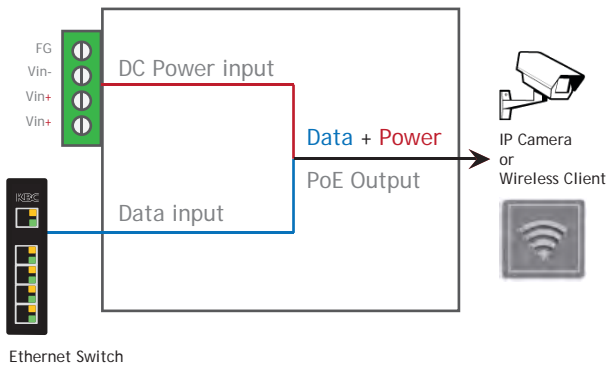 FG
Vin-
Vin+
Vin+
DC Power input
Data + Power
PoE Output
Data input
IP Camera
or
Wireless Client
KBC
Ethernet Switch